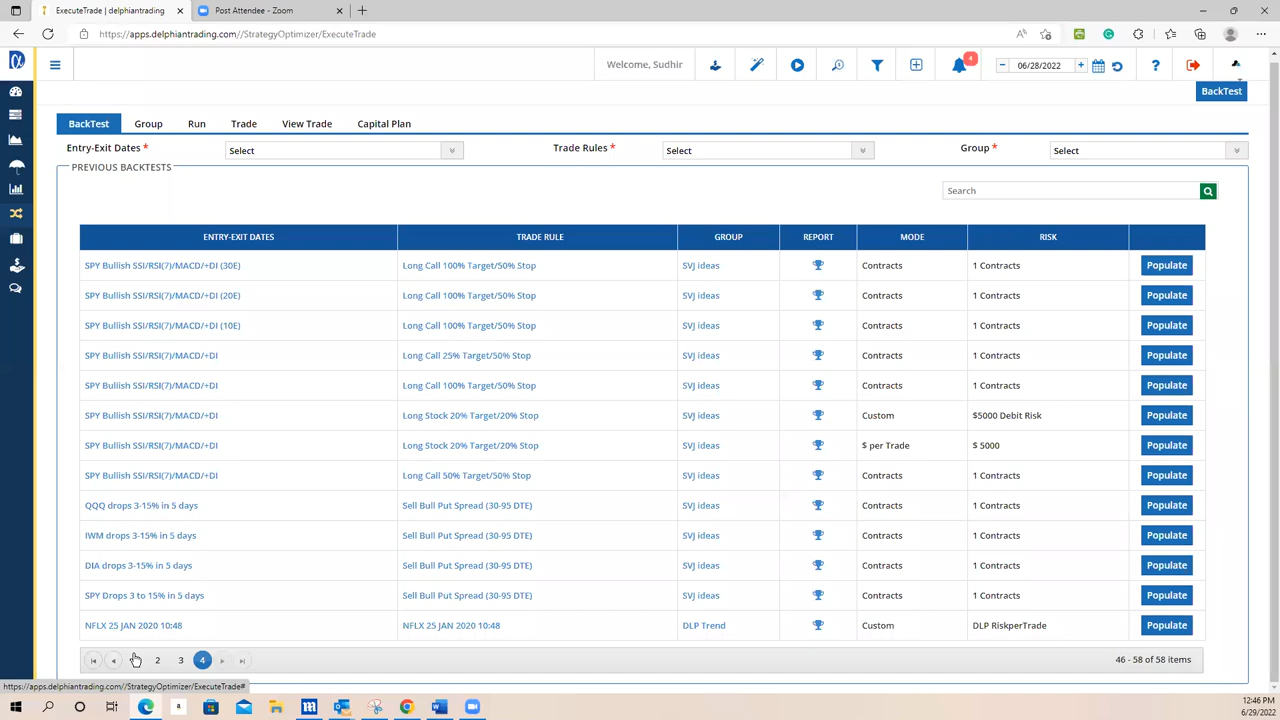 ExecuteTrade | delphiantrading
Post Attendee - Zoom
https://apps.delphiantrading.com//StrategyOptimizer/ExecuteTrade
Welcome, Sudhir
4
06/28/2022
BackTest
BackTest Group Run Trade View Trade Capital Plan
Entry-Exit Dates * Select Trade Rules * Select Group * Select
PREVIOUS BACKTESTS
Search
ENTRY-EXIT DATES TRADE RULE GROUP REPORT MODE RISK
SPY Bullish SSI/RSI(7)/MACD/+DI (30E) Long Call 100% Target/50% Stop SVJ ideas Contracts 1 Contracts Populate
SPY Bullish SSI/RSI(7)/MACD/+DI (20E) Long Call 100% Target/50% Stop SVJ ideas Contracts 1 Contracts Populate
SPY Bullish SSI/RSI(7)/MACD/+DI (10E) Long Call 100% Target/50% Stop SVJ ideas Contracts 1 Contracts Populate
SPY Bullish SSI/RSI(7)/MACD/+DI Long Call 25% Target/50% Stop SVJ ideas Contracts 1 Contracts Populate
SPY Bullish SSI/RSI(7)/MACD/+DI Long Call 100% Target/50% Stop SVJ ideas Contracts 1 Contracts Populate
SPY Bullish SSI/RSI(7)/MACD/+DI Long Stock 20% Target/20% Stop SVJ ideas Custom $5000 Debit Risk Populate
SPY Bullish SSI/RSI(7)/MACD/+DI Long Stock 20% Target/20% Stop SVJ ideas $ per Trade $ 5000 Populate
SPY Bullish SSI/RSI(7)/MACD/+DI Long Call 50% Target/50% Stop SVJ ideas Contracts 1 Contracts Populate
QQQ drops 3-15% in 5 days Sell Bull Put Spread (30-95 DTE) SVJ ideas Contracts 1 Contracts Populate
IWM drops 3-15% in 5 days Sell Bull Put Spread (30-95 DTE) SVJ ideas Contracts 1 Contracts Populate
DIA drops 3-15% in 5 days Sell Bull Put Spread (30-95 DTE) SVJ ideas Contracts 1 Contracts Populate
SPY Drops 3 to 15% in 5 days Sell Bull Put Spread (30-95 DTE) SVJ ideas Contracts 1 Contracts Populate
NFLX 25 JAN 2020 10:48 NFLX 25 JAN 2020 10:48 DLP Trend Custom DLP RiskperTrade Populate
2 3 4 46 - 58 of 58 items
https://apps.delphiantrading.com//StrategyOptimizer/ExecuteTrade#
12:46 PM
6/29/2022